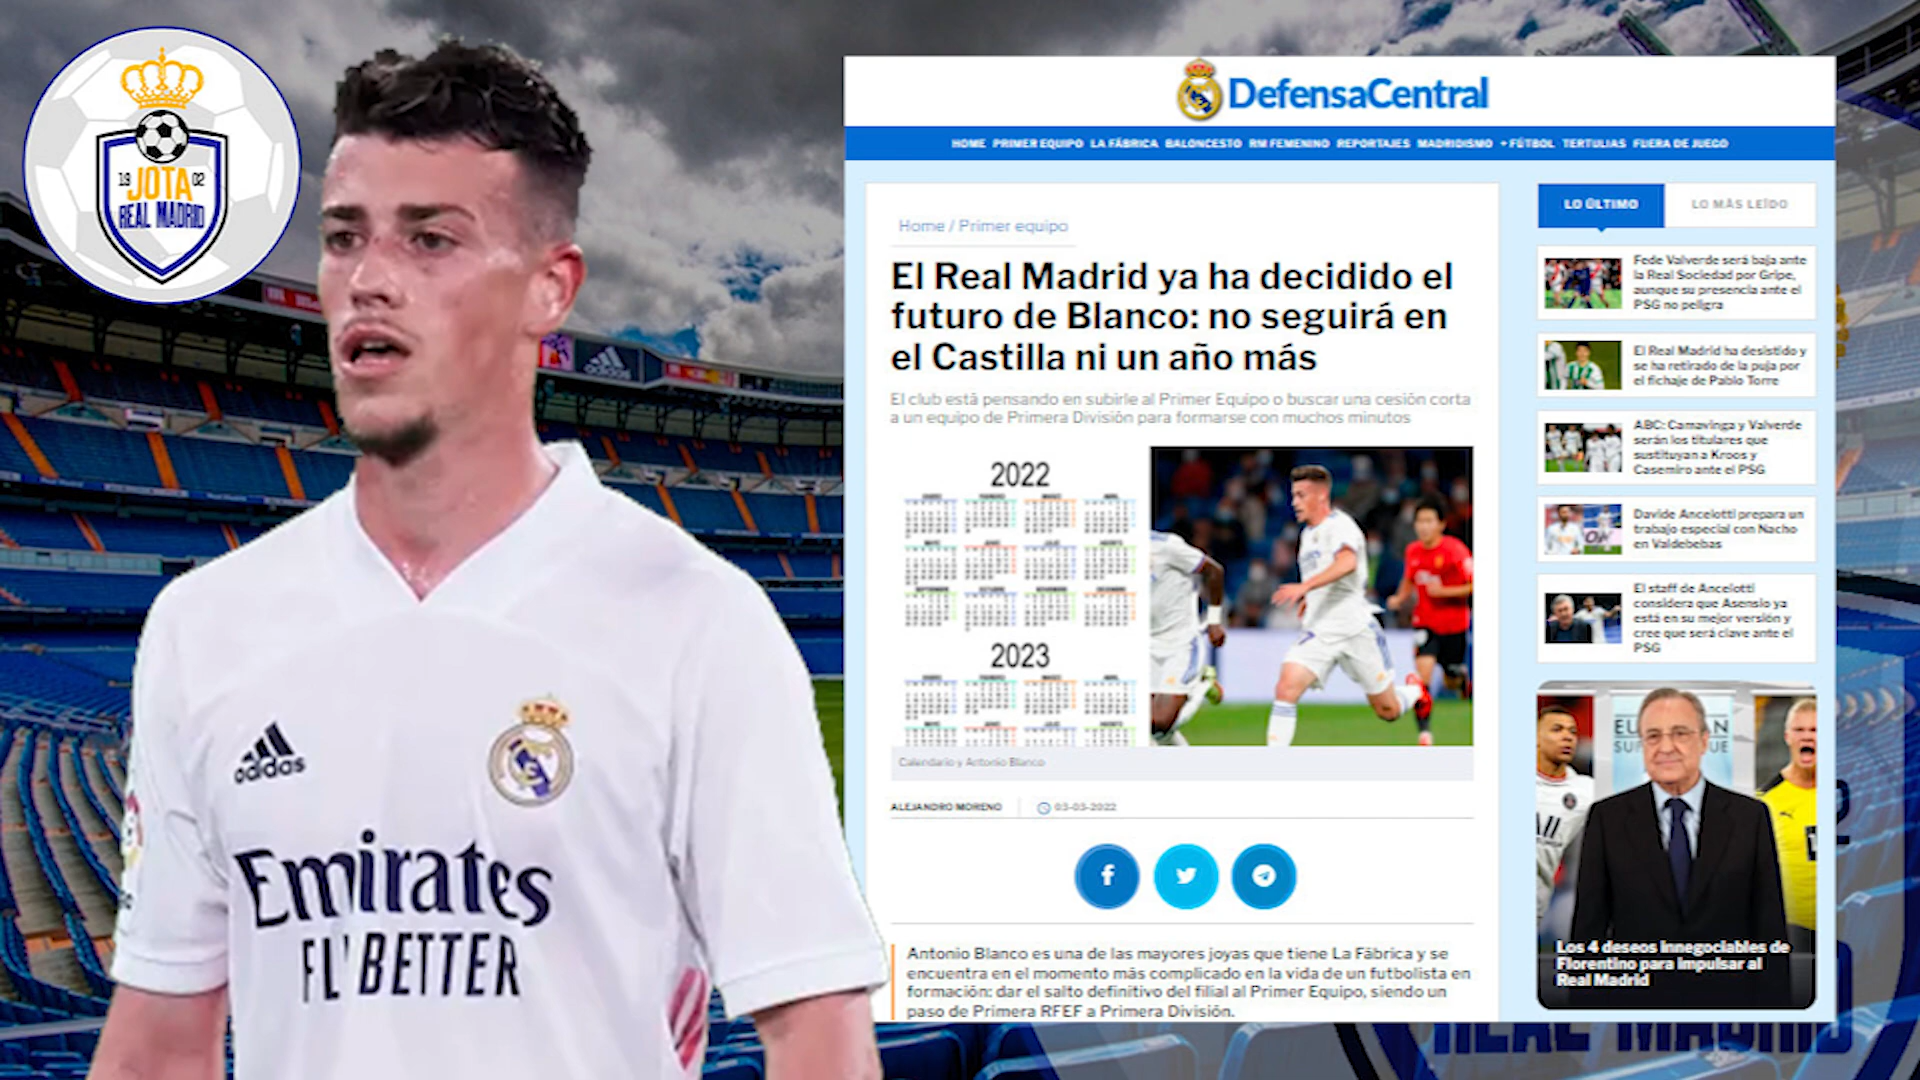 19 02
JOTA
REAL MADRID
adidas
Emirates
FLY BETTER
DefensaCentral
HOME PRIMER EQUIPO LA FÁBRICA BALONCESTO RM FEMENINO REPORTAJES MADRIDISMO +FÚTBOL TERTULIAS FUERA DE JUEGO
Home / Primer equipo
El Real Madrid ya ha decidido el
futuro de Blanco: no seguirá en
el Castilla ni un año más
El club está pensando en subirle al Primer Equipo o buscar una cesión corta
a un equipo de Primera División para formarse con muchos minutos
2022
2023
Calendario y Antonio Blanco
ALEJANDRO MORENO 03-03-2022
Antonio Blanco es una de las mayores joyas que tiene La Fábrica y se
encuentra en el momento más complicado en la vida de un futbolista en
formación: dar el salto definitivo del filial al Primer Equipo, siendo un
paso de Primera RFEF a Primera División.
LO ÚLTIMO LO MÁS LEÍDO
Fede Valverde será baja ante
la Real Sociedad por Gripe,
aunque su presencia ante el
PSG no peligra
El Real Madrid ha desistido y
se ha retirado de la puja por
el fichaje de Pablo Torre
ABC: Camavinga y Valverde
serán los titulares que
sustituyan a Kroos y
Casemiro ante el PSG
Davide Ancelotti prepara un
trabajo especial con Nacho
en Valdebebas
El staff de Ancelotti
considera que Asensio ya
está en su mejor versión y
cree que será clave ante el
PSG
Los 4 deseos innegociables de
Florentino para impulsar al
Real Madrid
REAL MADRID